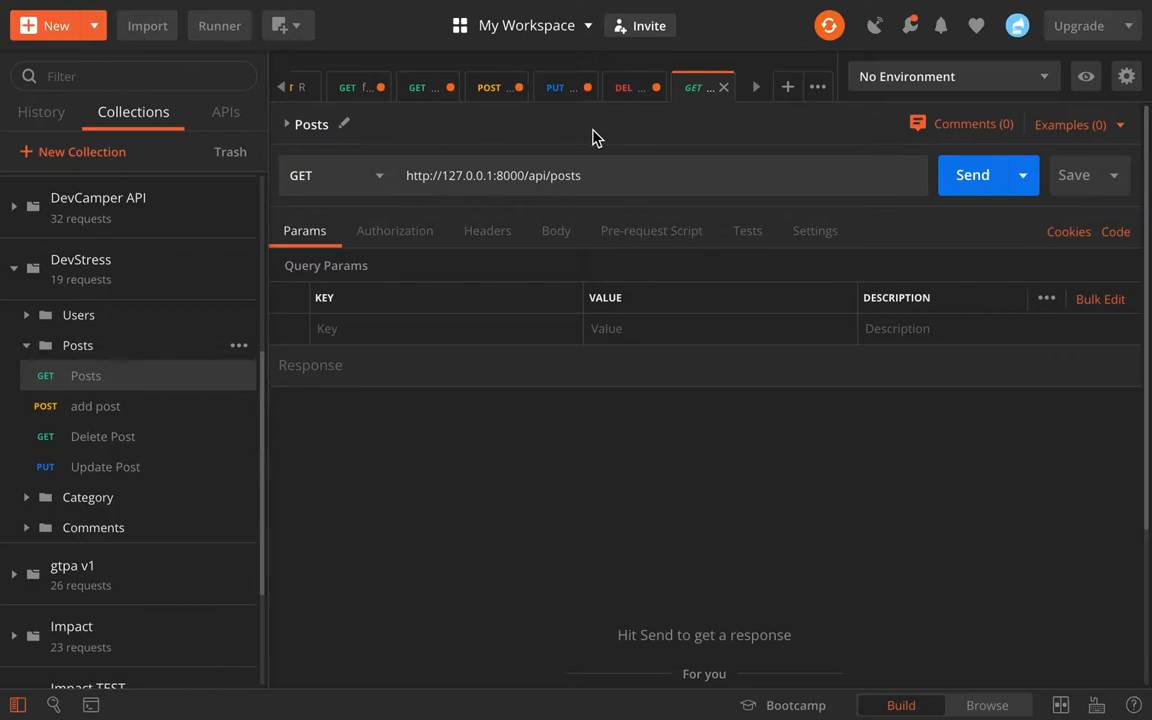 New
Import
Runner
My Workspace
Invite
Upgrade
Filter
R
GET f...
GET ...
POST ...
PUT ...
DEL ...
GET ...
No Environment
History
Collections
APIs
New Collection
Trash
Posts
Comments (0)
Examples (0)
GET
http://127.0.0.1:8000/api/posts
Send
Save
Params
Authorization
Headers
Body
Pre-request Script
Tests
Settings
Cookies
Code
Query Params
KEY
VALUE
DESCRIPTION
Bulk Edit
Key
Value
Description
Response
DevCamper API
32 requests
DevStress
19 requests
Users
Posts
GET Posts
POST add post
GET Delete Post
PUT Update Post
Category
Comments
gtpa v1
26 requests
Impact
23 requests
Impact TEST
Hit Send to get a response
For you
Bootcamp
Build
Browse